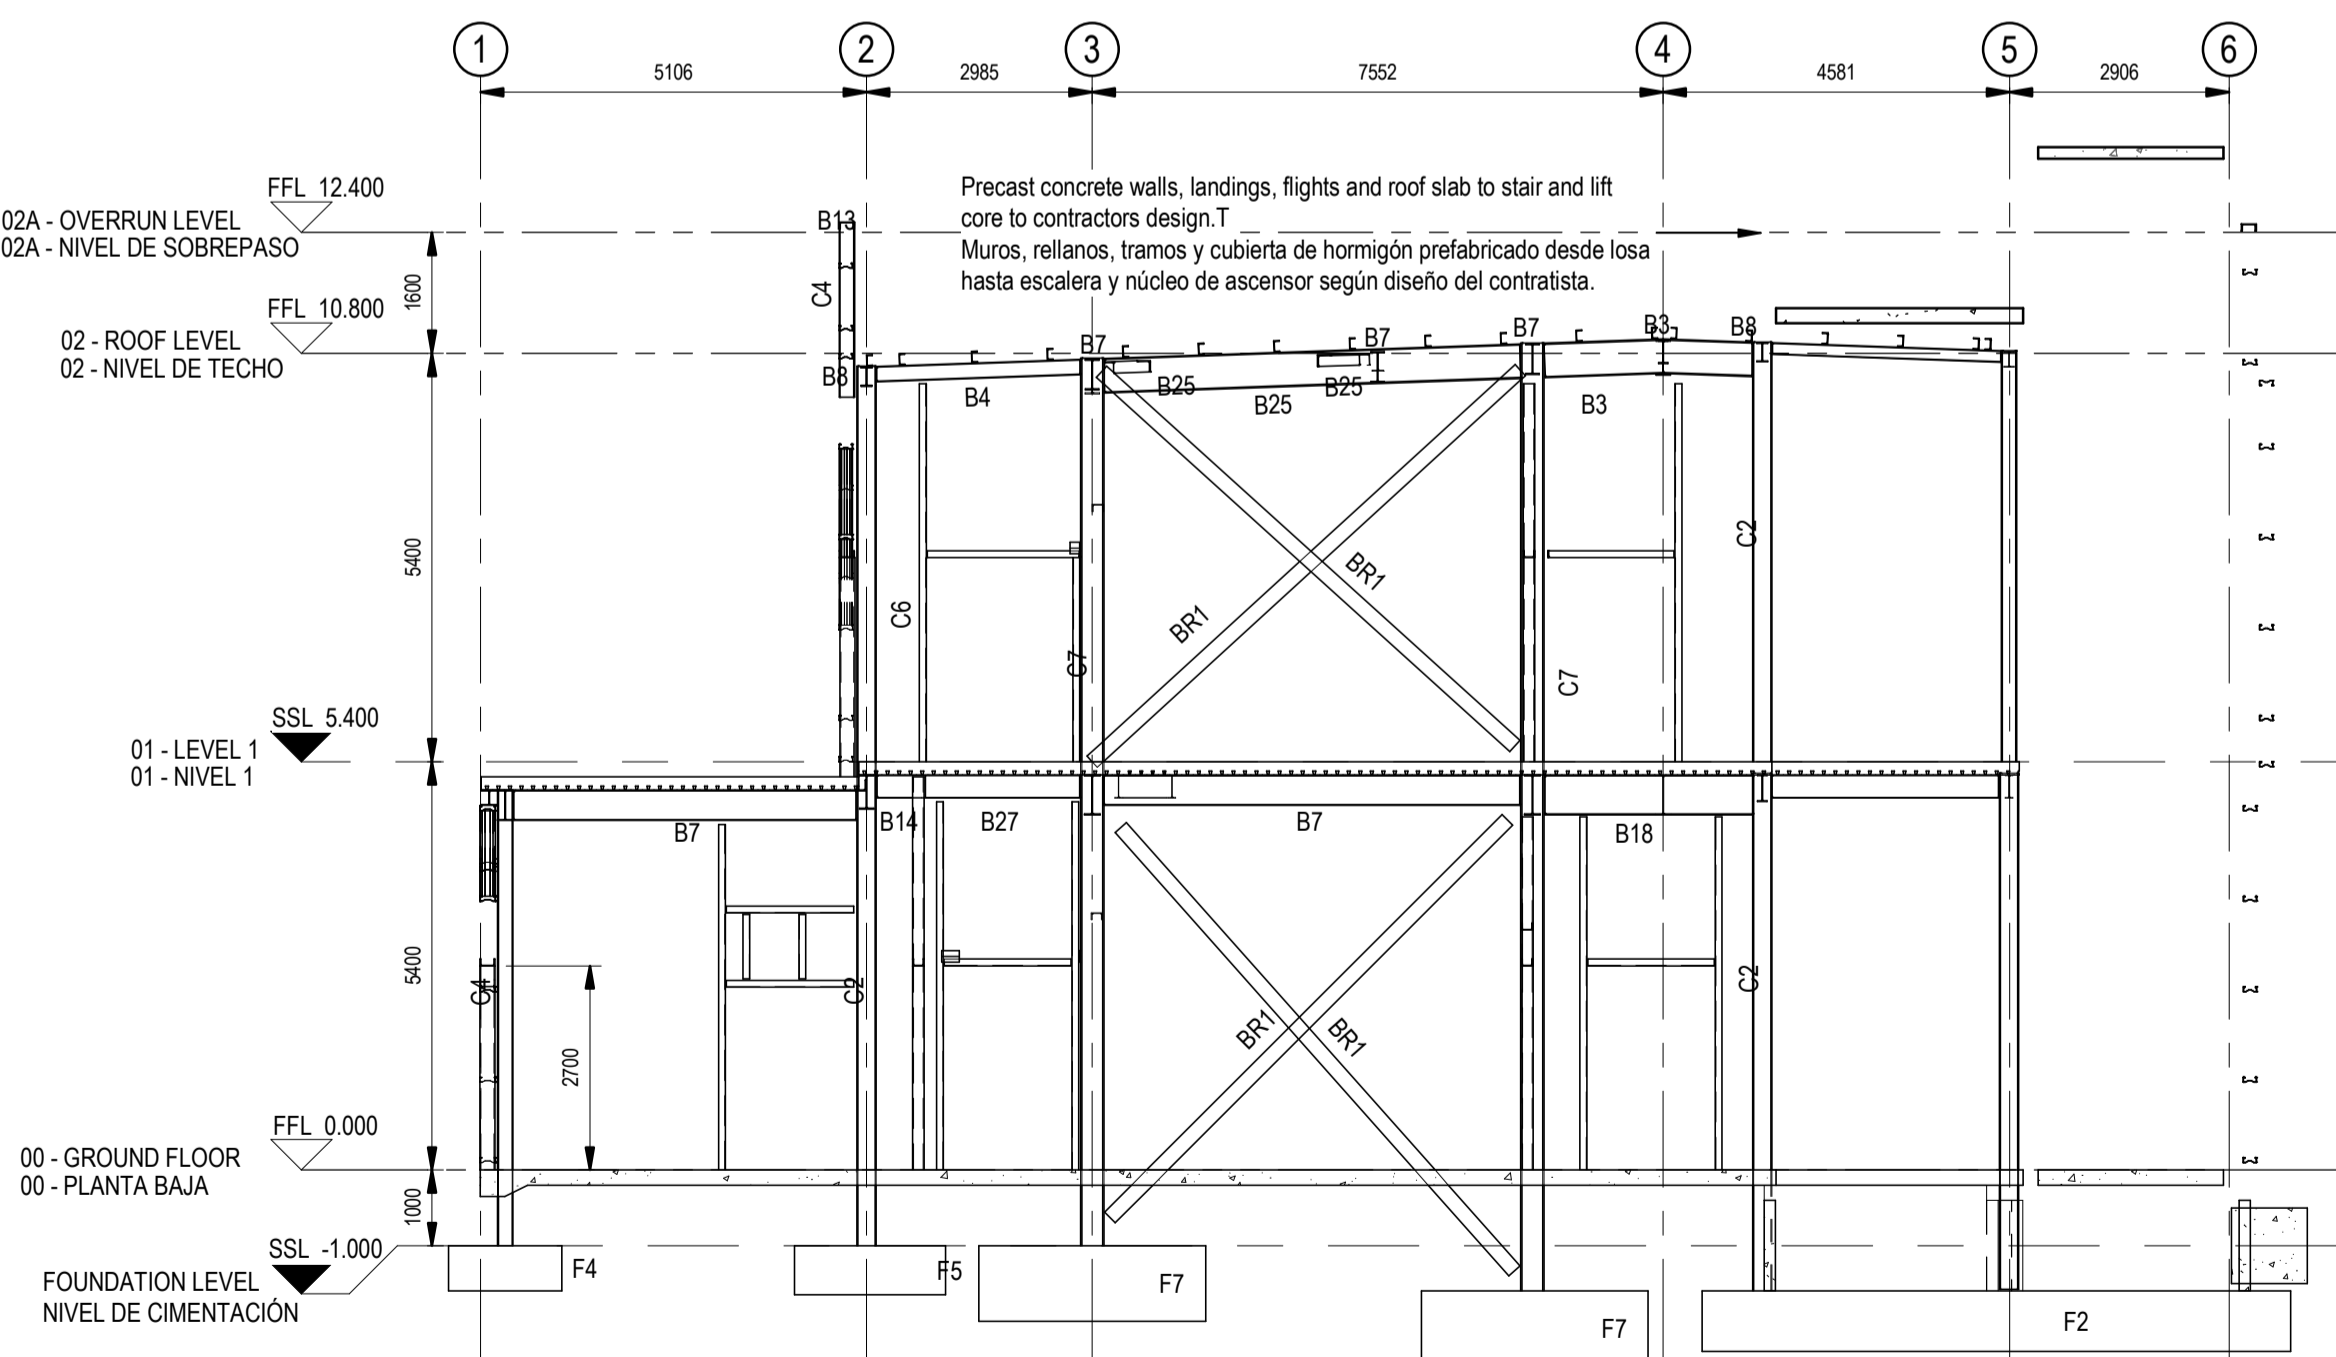 1
2
3
4
5
6
5106
2985
7552
4581
2906
FFL 12.400
02A - OVERRUN LEVEL
02A - NIVEL DE SOBREPASO
Precast concrete walls, landings, flights and roof slab to stair and lift
core to contractors design.T
Muros, rellanos, tramos y cubierta de hormigón prefabricado desde losa
hasta escalera y núcleo de ascensor según diseño del contratista.
B13
C4
1600
FFL 10.800
02 - ROOF LEVEL
02 - NIVEL DE TECHO
B7
B7
B7
B3
B8
B8
B4
B25
B25
B25
B3
5400
C2
BR1
BR1
C6
C7
C7
SSL 5.400
01 - LEVEL 1
01 - NIVEL 1
B7
B14
B27
B7
B18
5400
C4
C2
C2
2700
BR1
BR1
FFL 0.000
00 - GROUND FLOOR
00 - PLANTA BAJA
1000
SSL -1.000
FOUNDATION LEVEL
NIVEL DE CIMENTACIÓN
F4
F5
F7
F7
F2